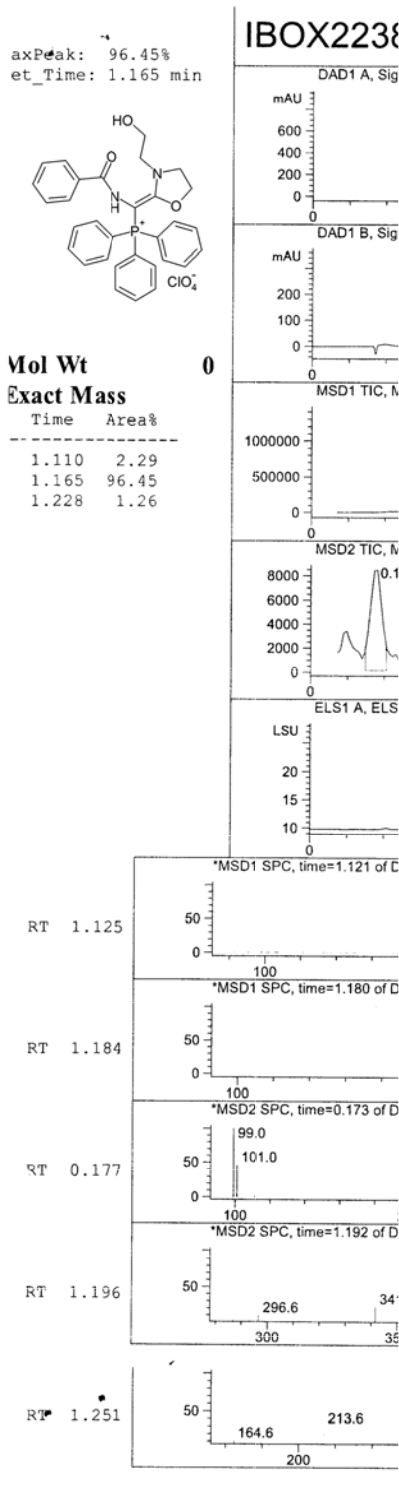 axPeak: 96.45%
et_Time: 1.165 min
IBOX2238
HO
O
N
N
H
O
P+
ClO4-
Mol Wt 0
Exact Mass
Time Area%
1.110 2.29
1.165 96.45
1.228 1.26
DAD1 A, Sig
mAU
600
400
200
0
0
DAD1 B, Sig
mAU
200
100
0
0
MSD1 TIC, M
1000000
500000
0
0
MSD2 TIC, M
8000
6000
4000
2000
0
0.1
0
ELS1 A, ELS
LSU
20
15
10
0
*MSD1 SPC, time=1.121 of D
RT 1.125
50
0
100
*MSD1 SPC, time=1.180 of D
RT 1.184
50
0
100
*MSD2 SPC, time=0.173 of D
RT 0.177
99.0
101.0
50
0
100
*MSD2 SPC, time=1.192 of D
RT 1.196
50
296.6
341
300
35
RT 1.251
50
164.6
213.6
200